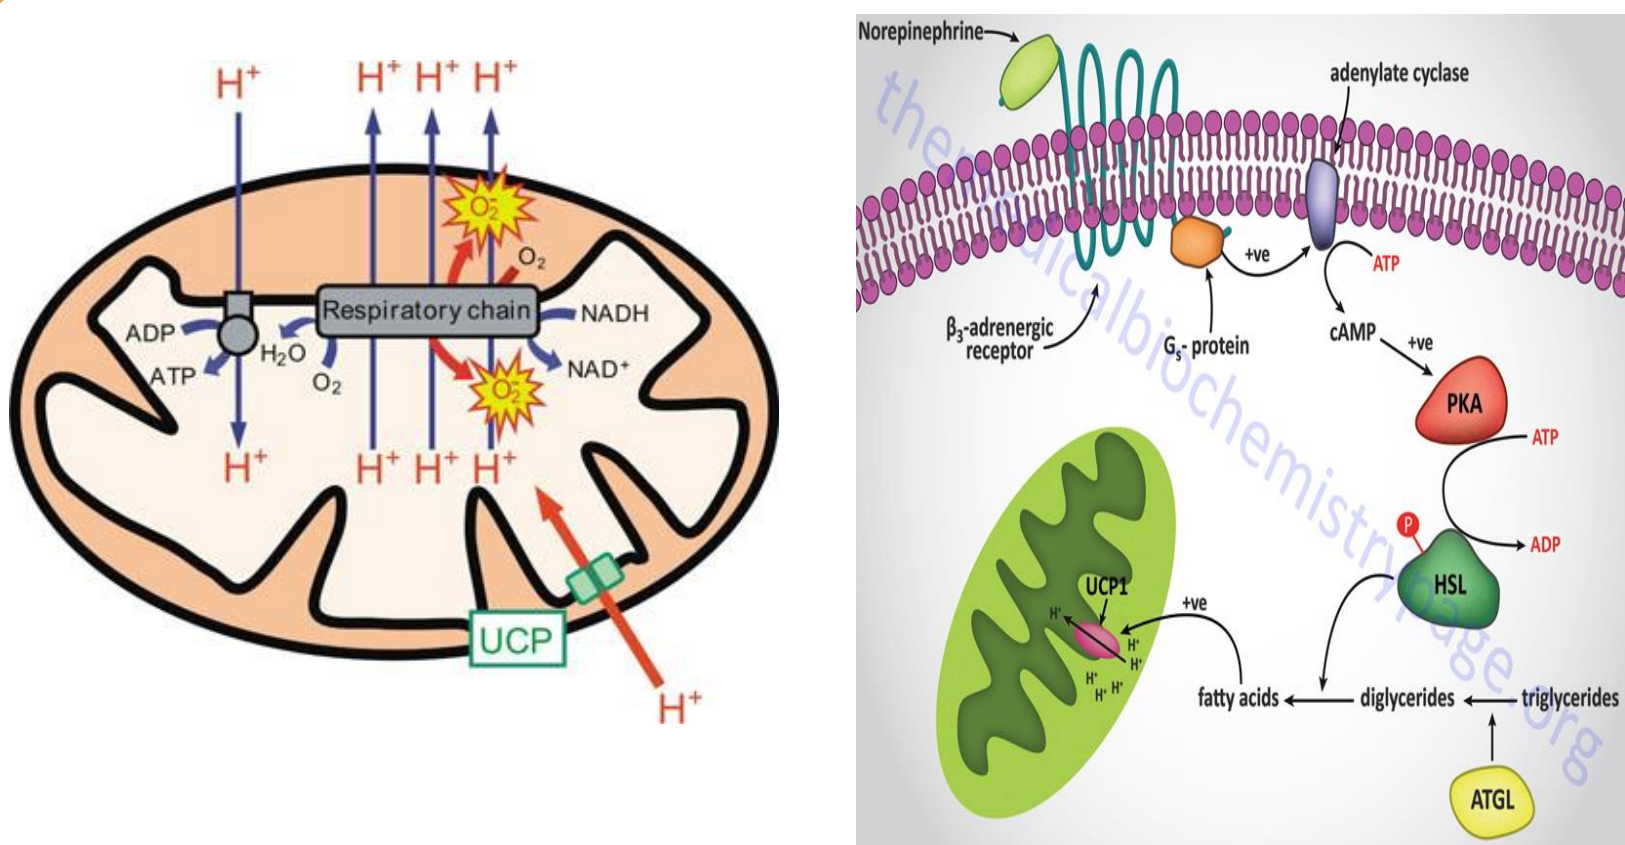 H⁺
H⁺ H⁺ H⁺
O₂⁻
O₂
Respiratory chain
NADH
ADP
H₂O
ATP
O₂
NAD⁺
O₂⁻
H⁺
H⁺ H⁺ H⁺
UCP
H⁺
Norepinephrine
adenylate cyclase
+ve
ATP
β₃-adrenergic
receptor
Gₛ- protein
cAMP
+ve
PKA
ATP
P
ADP
HSL
UCP1
+ve
H⁺
H⁺
H⁺
H⁺
H⁺ H⁺
fatty acids
diglycerides
triglycerides
ATGL
themedicalbiochemistrypage.org